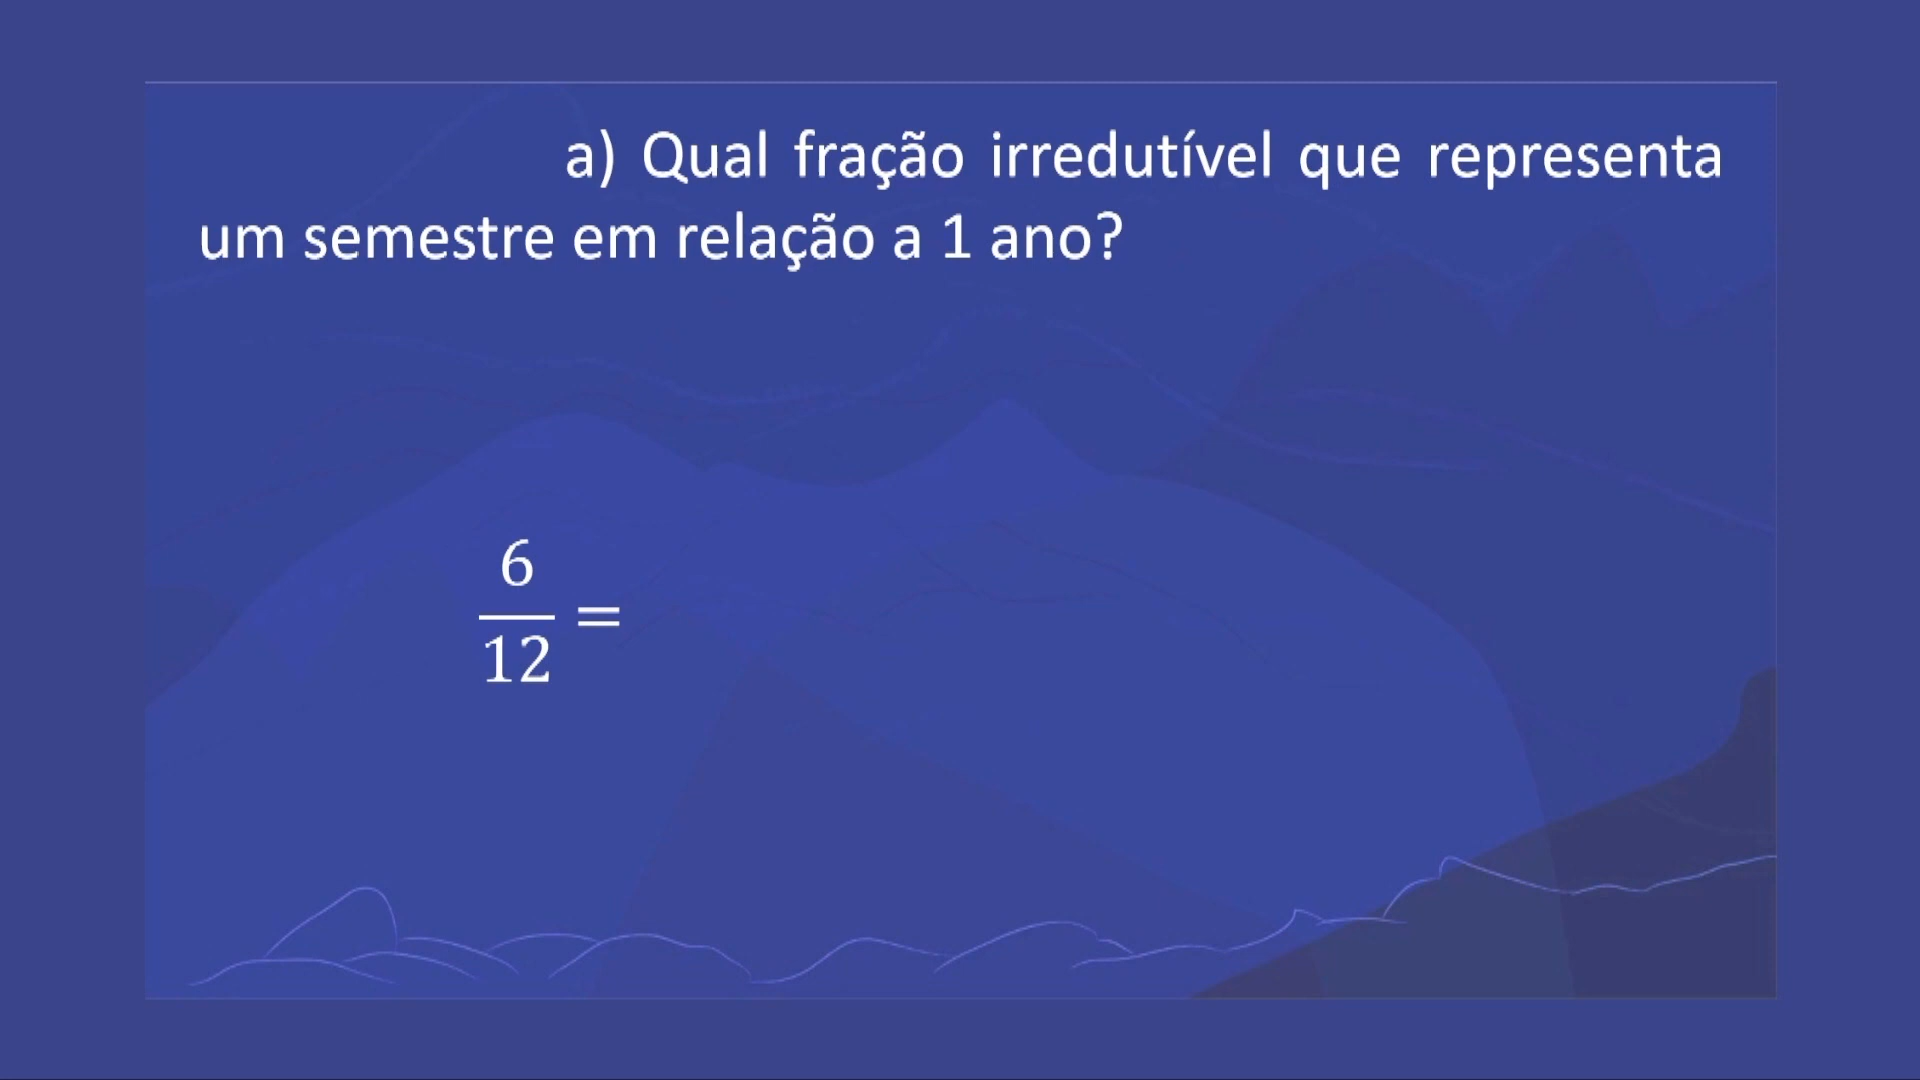 a) Qual fração irredutível que representa
um semestre em relação a 1 ano?
6
12 =